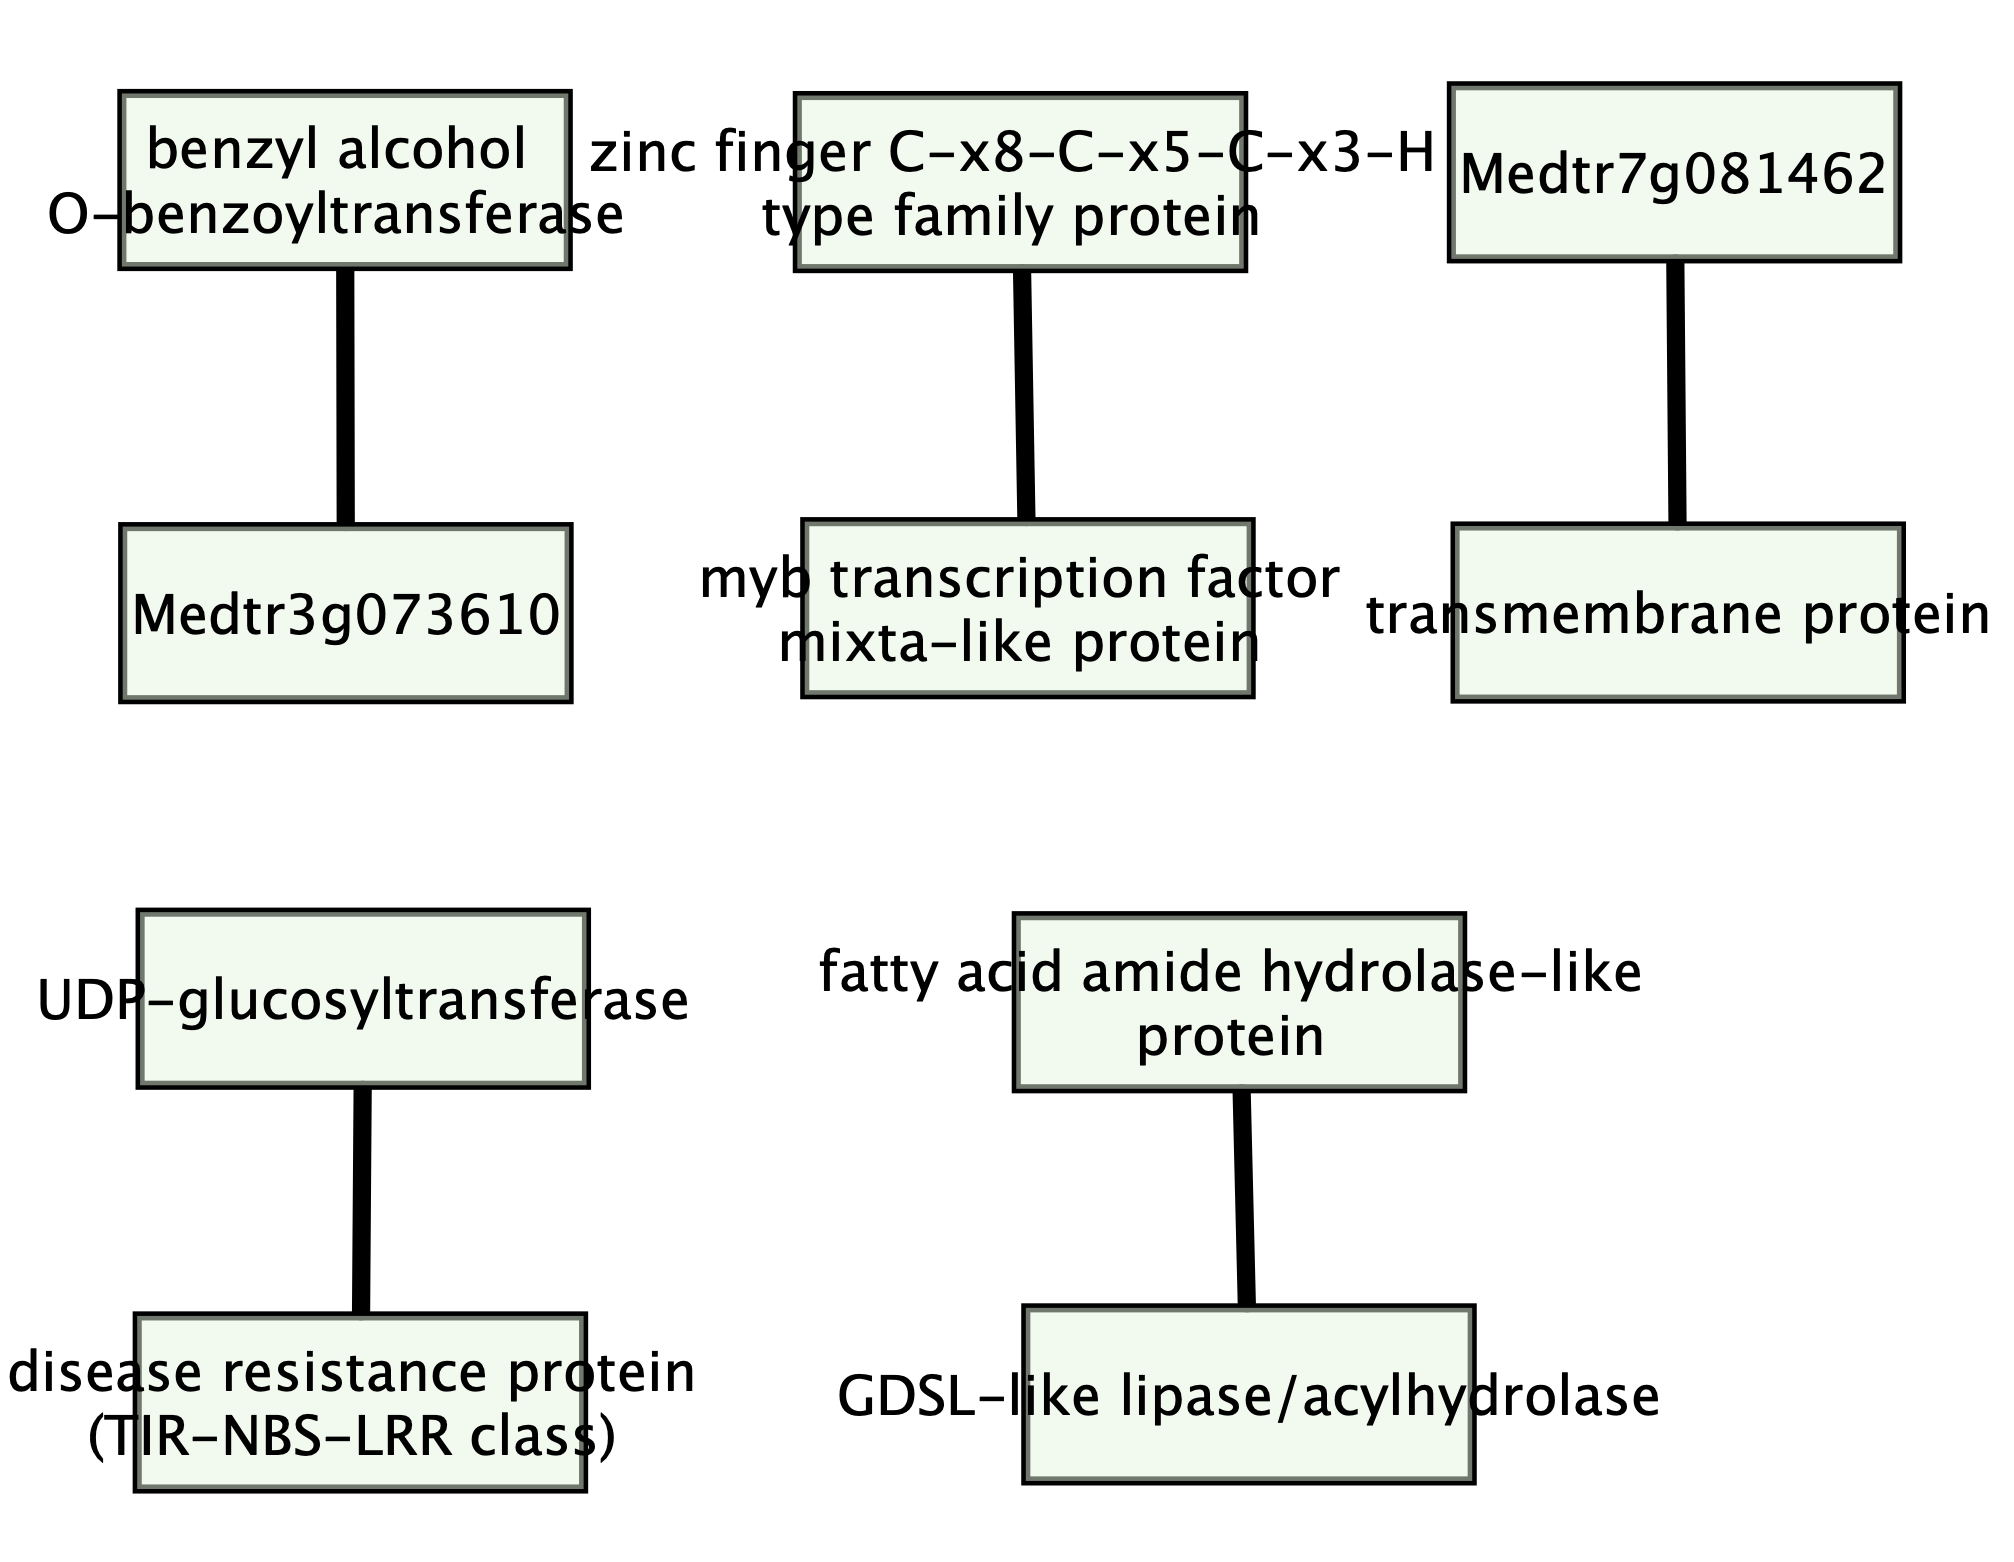 benzyl alcohol
O-benzoyltransferase
zinc finger C-x8-C-x5-C-x3-H
type family protein
Medtr7g081462
Medtr3g073610
myb transcription factor
mixta-like protein
transmembrane protein
UDP-glucosyltransferase
fatty acid amide hydrolase-like
protein
disease resistance protein
(TIR-NBS-LRR class)
GDSL-like lipase/acylhydrolase